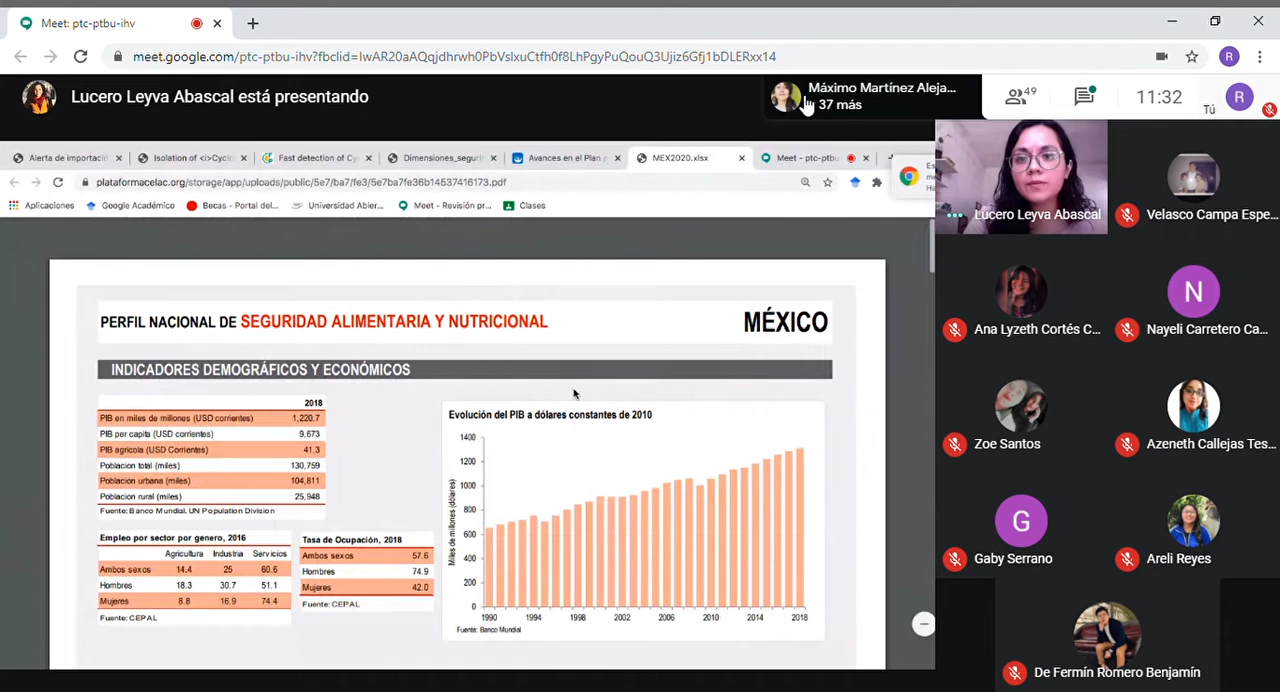 Meet: ptc-ptbu-ihv
meet.google.com/ptc-ptbu-ihv?fbclid=IwAR20aAQqjdhrwh0PbVslxuCtfh0f8LhPgyPuQouQ3Ujiz6Gfj1bDLERxx14
R
Lucero Leyva Abascal está presentando
Máximo Martínez Aleja...
37 más
49
11:32
Tú
R
Alerta de importació
Isolation of <i>Cyclo
Fast detection of Cy
Dimensiones_seguri
Avances en el Plan
MEX2020.xlsx
Meet - ptc-ptbu
plataformacelac.org/storage/app/uploads/public/5e7/ba7/fe3/5e7ba7fe36b14537416173.pdf
Aplicaciones
Google Académico
Becas - Portal del...
Universidad Abier...
Meet - Revisión pr...
Clases
PERFIL NACIONAL DE SEGURIDAD ALIMENTARIA Y NUTRICIONAL
MÉXICO
INDICADORES DEMOGRÁFICOS Y ECONÓMICOS
2018
PIB en miles de millones (USD corrientes) 1,220.7
PIB per capita (USD corrientes) 9,673
PIB agricola (USD Corrientes) 41.3
Poblacion total (miles) 130,759
Poblacion urbana (miles) 104,811
Poblacion rural (miles) 25,948
Fuente: Banco Mundial, UN Population Division
Empleo por sector por genero, 2016
Agricultura Industria Servicios
Ambos sexos 14.4 25 60.6
Hombres 18.3 30.7 51.1
Mujeres 8.8 16.9 74.4
Fuente: CEPAL
Tasa de Ocupación, 2018
Ambos sexos 57.6
Hombres 74.9
Mujeres 42.0
Fuente: CEPAL
Evolución del PIB a dólares constantes de 2010
Miles de millones (dólares)
1400
1200
1000
800
600
400
200
0
1990 1994 1998 2002 2006 2010 2014 2018
Fuente: Banco Mundial
Lucero Leyva Abascal
Velasco Campa Espe...
Ana Lyzeth Cortés C...
N
Nayeli Carretero Ca...
Zoe Santos
Azeneth Callejas Tes...
G
Gaby Serrano
Areli Reyes
De Fermín Romero Benjamín